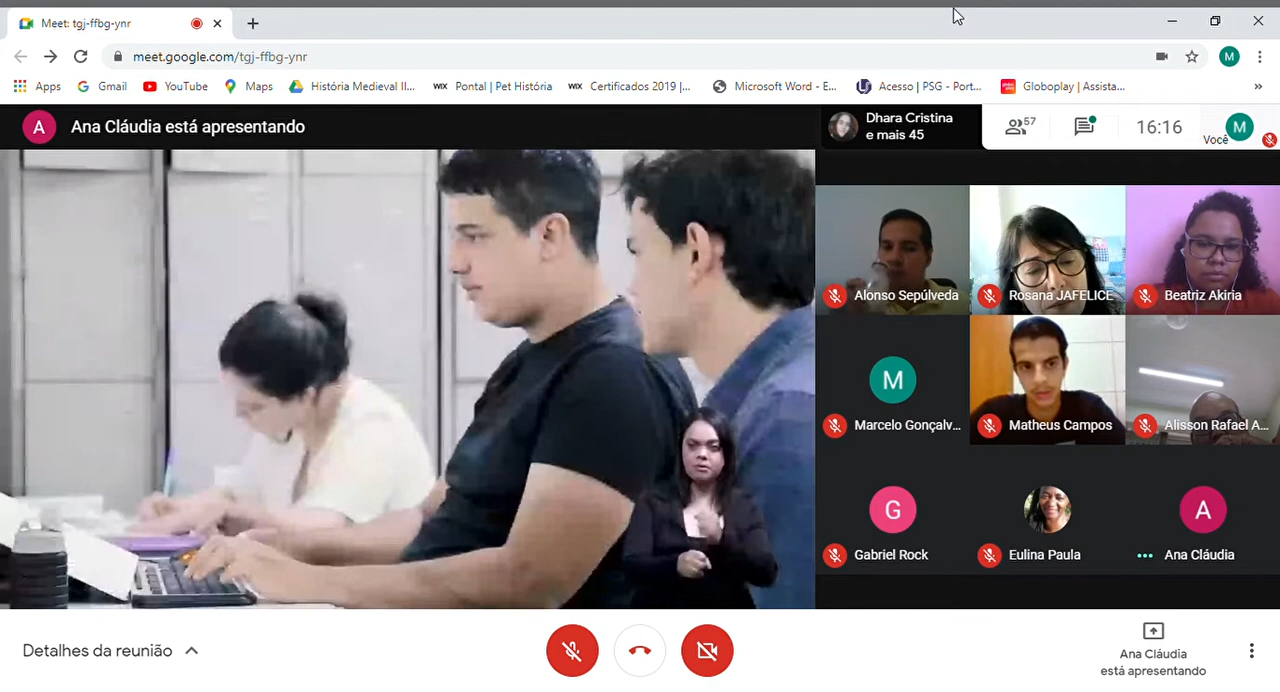 Meet: tgj-ffbg-ynr
meet.google.com/tgj-ffbg-ynr
M
Apps
Gmail
YouTube
Maps
História Medieval II...
WIX Pontal | Pet História
WIX Certificados 2019 |...
Microsoft Word - E...
Acesso | PSG - Port...
Globoplay | Assista...
A
Ana Cláudia está apresentando
Dhara Cristina
e mais 45
57
16:16
Você
M
Alonso Sepúlveda
Rosana JAFELICE
Beatriz Akiria
M
Marcelo Gonçalv...
Matheus Campos
Alisson Rafael A...
G
Gabriel Rock
Eulina Paula
A
Ana Cláudia
Detalhes da reunião
Ana Cláudia
está apresentando